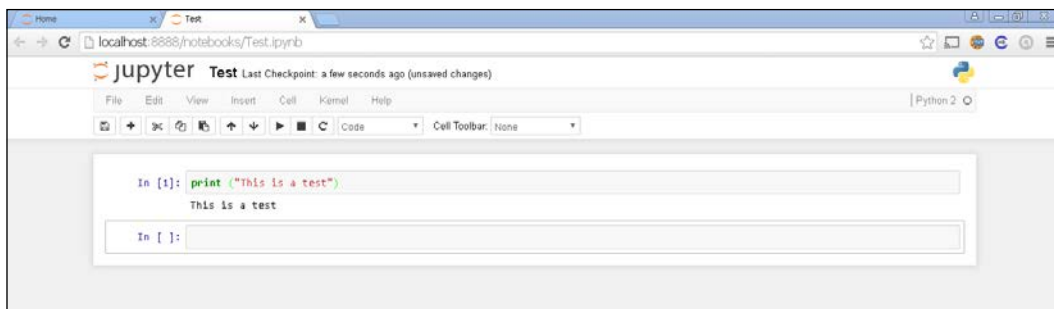 Home
Test
localhost:8888/notebooks/Test.ipynb
jupyter Test Last Checkpoint: a few seconds ago (unsaved changes)
File Edit View Insert Cell Kernel Help Python 2
Code Cell Toolbar: None
In [1]: print ("This is a test")
This is a test
In [ ]: